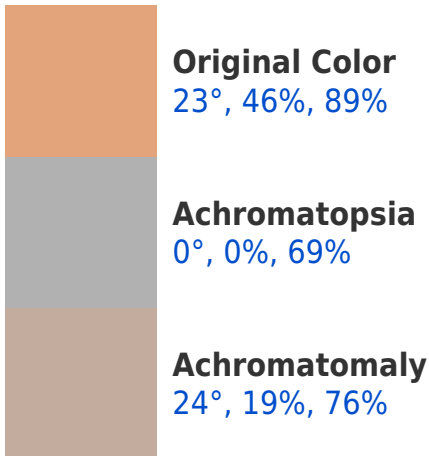 Original Color
23°, 46%, 89%
Achromatopsia
0°, 0%, 69%
Achromatomaly
24°, 19%, 76%